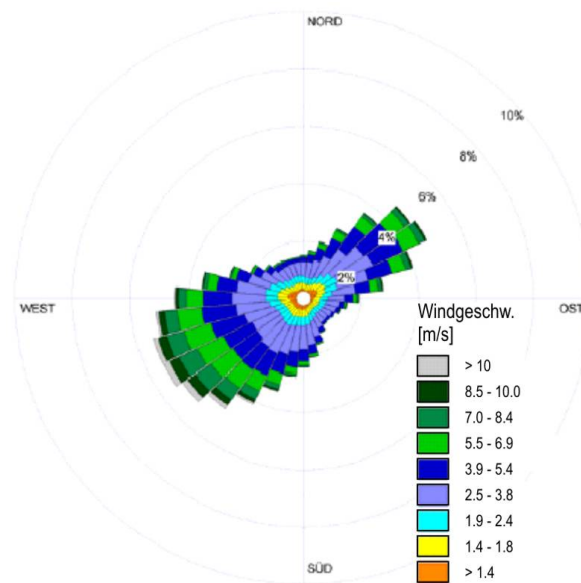 NORD
10%
8%
6%
4%
2%
WEST
OST
Windgeschw.
[m/s]
> 10
8.5 - 10.0
7.0 - 8.4
5.5 - 6.9
3.9 - 5.4
2.5 - 3.8
1.9 - 2.4
1.4 - 1.8
> 1.4
SÜD